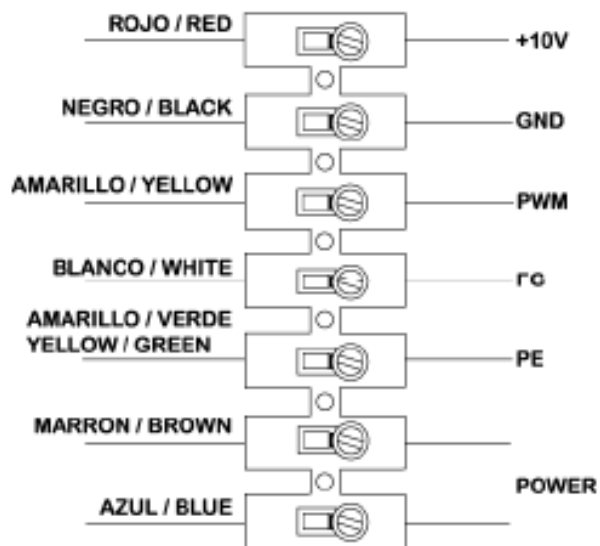 ROJO / RED
+10V
NEGRO / BLACK
GND
AMARILLO / YELLOW
PWM
BLANCO / WHITE
AMARILLO / VERDE
YELLOW / GREEN
PE
MARRON / BROWN
POWER
AZUL / BLUE